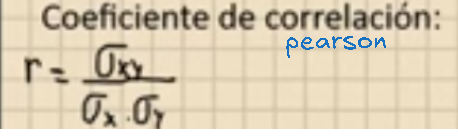 Coeficiente de correlación:
pearson
r = σxy / σx . σy